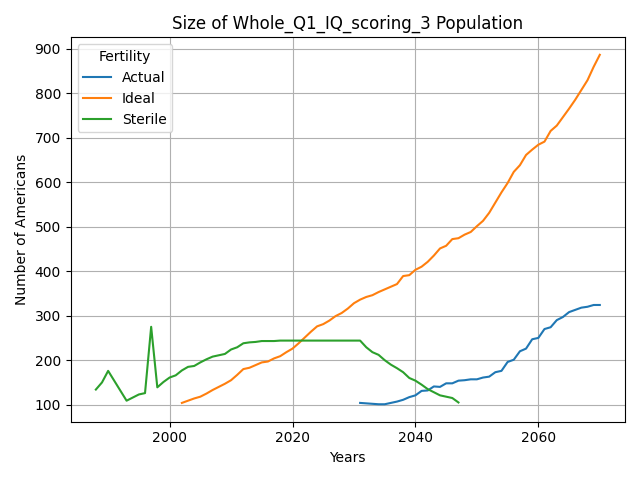 Size of Whole_Q1_IQ_scoring_3 Population
Fertility
Actual
Ideal
Sterile
Number of Americans
900
800
700
600
500
400
300
200
100
2000 2020 2040 2060
Years